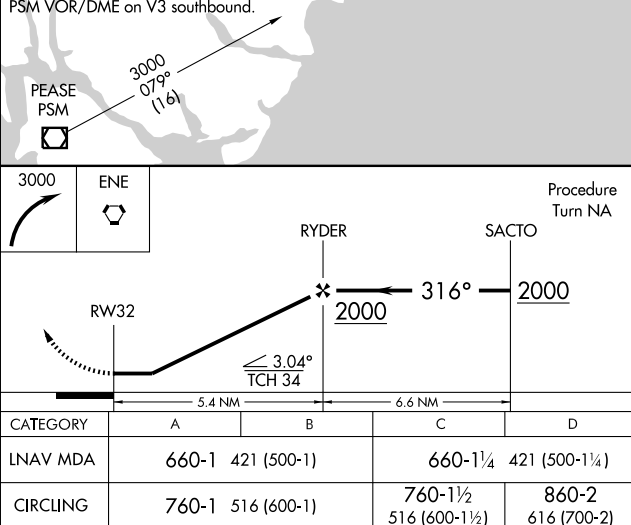 PSM VOR/DME on V3 southbound.
3000
079°
(16)
PEASE
PSM
3000
ENE
Procedure
Turn NA
RYDER
SACTO
316°
2000
2000
RW32
3.04°
TCH 34
5.4 NM
6.6 NM
CATEGORY A B C D
LNAV MDA 660-1 421 (500-1) 660-1¼ 421 (500-1¼)
CIRCLING 760-1 516 (600-1) 760-1½ 516 (600-1½) 860-2 616 (700-2)